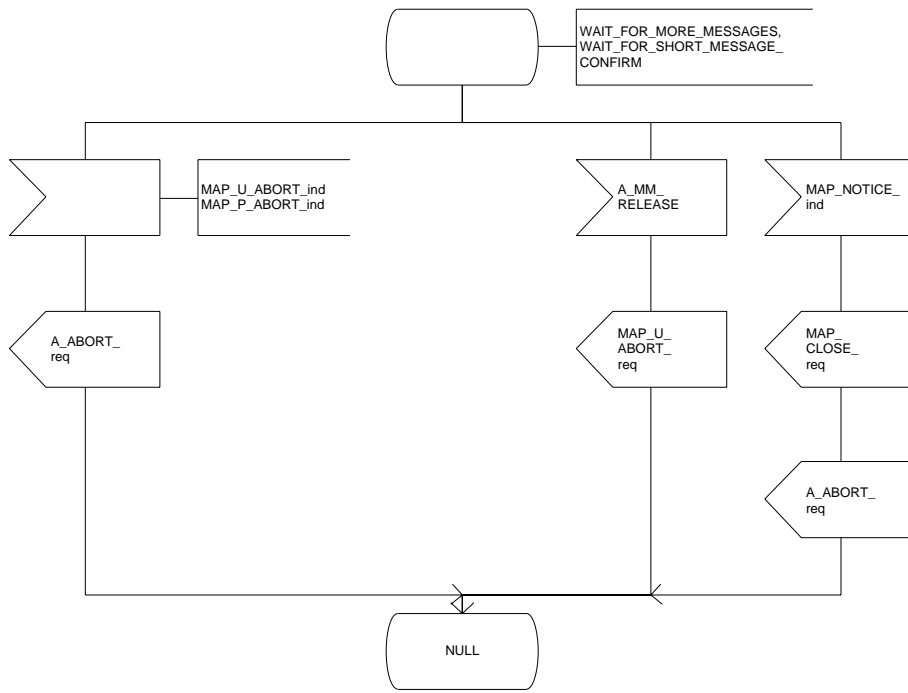 WAIT_FOR_MORE_MESSAGES,
WAIT_FOR_SHORT_MESSAGE_
CONFIRM
MAP_U_ABORT_ind
MAP_P_ABORT_ind
A_MM_
RELEASE
MAP_NOTICE_
ind
A_ABORT_
req
MAP_U_
ABORT_
req
MAP_
CLOSE_
req
A_ABORT_
req
NULL